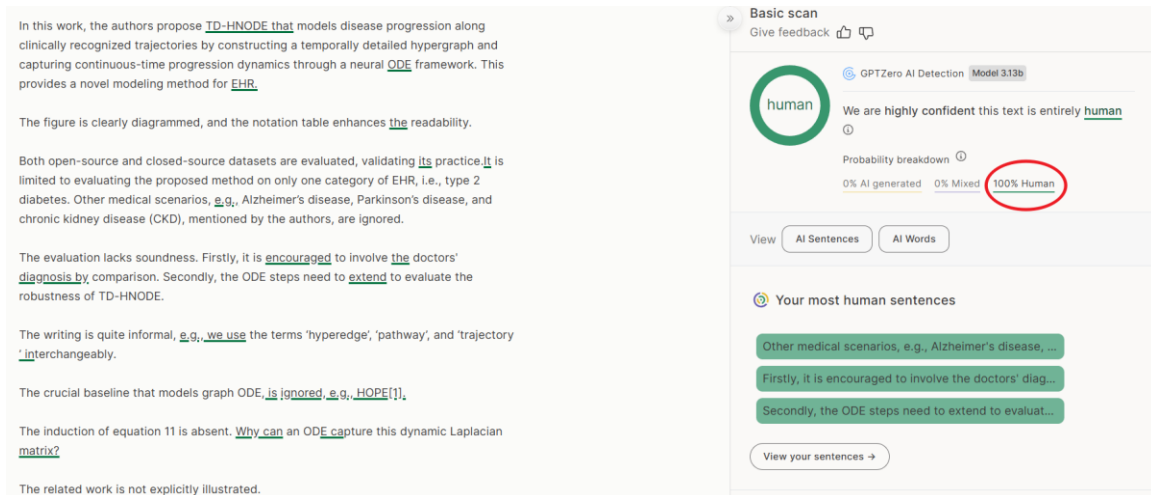 In this work, the authors propose TD-HNODE that models disease progression along
clinically recognized trajectories by constructing a temporally detailed hypergraph and
capturing continuous-time progression dynamics through a neural ODE framework. This
provides a novel modeling method for EHR.
The figure is clearly diagrammed, and the notation table enhances the readability.
Both open-source and closed-source datasets are evaluated, validating its practice.It is
limited to evaluating the proposed method on only one category of EHR, i.e., type 2
diabetes. Other medical scenarios, e.g., Alzheimer's disease, Parkinson's disease, and
chronic kidney disease (CKD), mentioned by the authors, are ignored.
The evaluation lacks soundness. Firstly, it is encouraged to involve the doctors'
diagnosis by comparison. Secondly, the ODE steps need to extend to evaluate the
robustness of TD-HNODE.
The writing is quite informal, e.g., we use the terms 'hyperedge', 'pathway', and 'trajectory
' interchangeably.
The crucial baseline that models graph ODE, is ignored, e.g., HOPE[1].
The induction of equation 11 is absent. Why can an ODE capture this dynamic Laplacian
matrix?
The related work is not explicitly illustrated.
»
Basic scan
Give feedback
GPTZero AI Detection Model 3.13b
human
We are highly confident this text is entirely human
Probability breakdown
0% AI generated 0% Mixed 100% Human
View AI Sentences AI Words
Your most human sentences
Other medical scenarios, e.g., Alzheimer's disease, ...
Firstly, it is encouraged to involve the doctors' diag...
Secondly, the ODE steps need to extend to evaluat...
View your sentences →